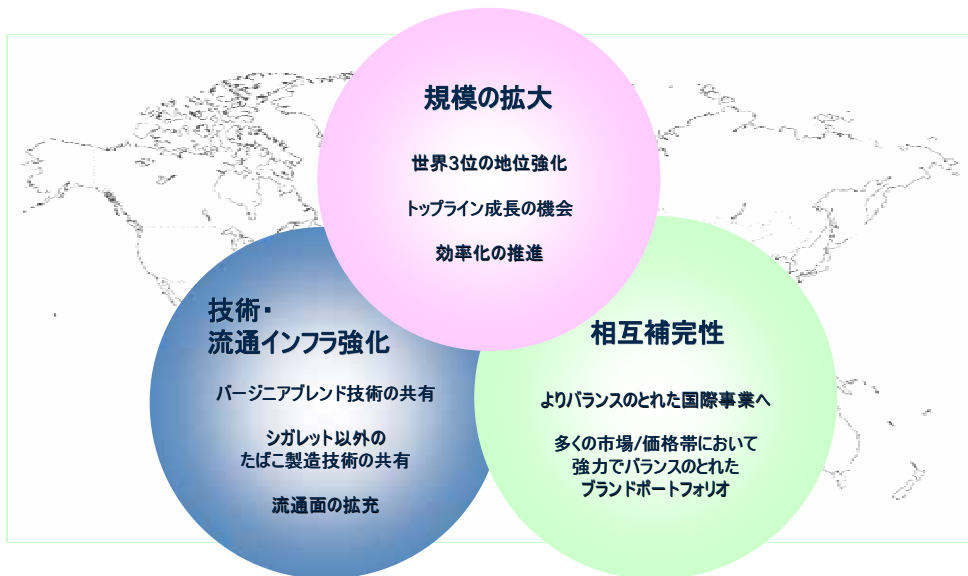 規模の拡大
世界3位の地位強化
トップライン成長の機会
効率化の推進
技術・
流通インフラ強化
バージニアブレンド技術の共有
シガレット以外の
たばこ製造技術の共有
流通面の拡充
相互補完性
よりバランスのとれた国際事業へ
多くの市場/価格帯において
強力でバランスのとれた
ブランドポートフォリオ